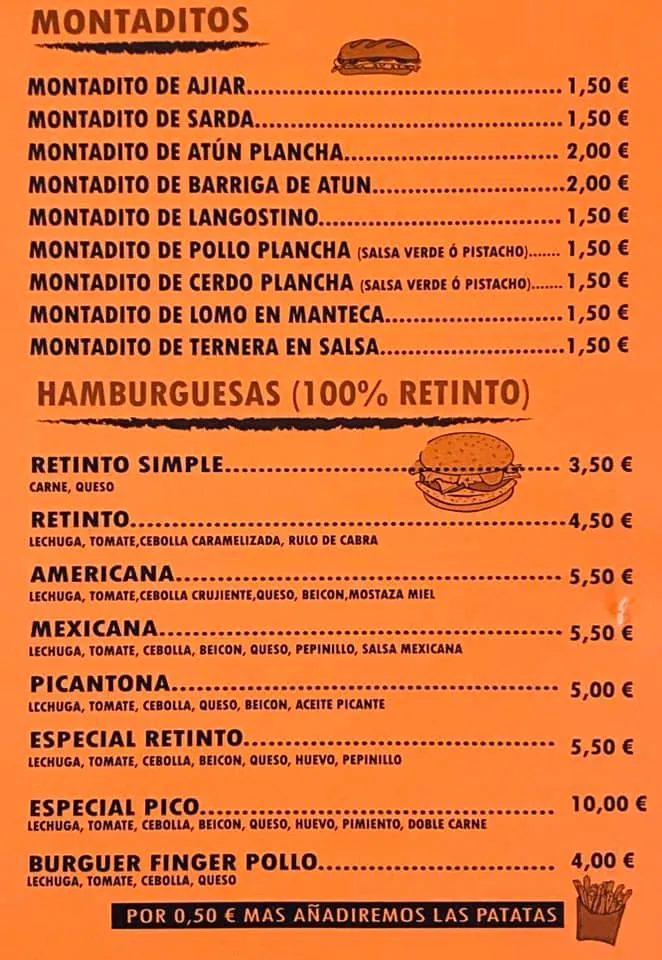 MONTADITOS
MONTADITO DE AJIAR..................................................1,50 €
MONTADITO DE SARDA................................................1,50 €
MONTADITO DE ATÚN PLANCHA.................................. 2,00 €
MONTADITO DE BARRIGA DE ATUN..............................2,00 €
MONTADITO DE LANGOSTINO.......................................1,50 €
MONTADITO DE POLLO PLANCHA (SALSA VERDE Ó PISTACHO)....... 1,50 €
MONTADITO DE CERDO PLANCHA (SALSA VERDE Ó PISTACHO).......1,50 €
MONTADITO DE LOMO EN MANTECA.............................1,50 €
MONTADITO DE TERNERA EN SALSA.............................1,50 €
HAMBURGUESAS (100% RETINTO)
RETINTO SIMPLE..................................................... 3,50 €
CARNE, QUESO
RETINTO....................................................................4,50 €
LECHUGA, TOMATE,CEBOLLA CARAMELIZADA, RULO DE CABRA
AMERICANA............................................................. 5,50 €
LECHUGA, TOMATE,CEBOLLA CRUJIENTE,QUESO, BEICON,MOSTAZA MIEL
MEXICANA................................................................ 5,50 €
LECHUGA, TOMATE, CEBOLLA, BEICON, QUESO, PEPINILLO, SALSA MEXICANA
PICANTONA.............................................................. 5,00 €
LECHUGA, TOMATE, CEBOLLA, QUESO, BEICON, ACEITE PICANTE
ESPECIAL RETINTO.................................................. 5,50 €
LECHUGA, TOMATE, CEBOLLA, BEICON, QUESO, HUEVO, PEPINILLO
ESPECIAL PICO......................................................... 10,00 €
LECHUGA, TOMATE, CEBOLLA, BEICON, QUESO, HUEVO, PIMIENTO, DOBLE CARNE
BURGUER FINGER POLLO...................................... 4,00 €
LECHUGA, TOMATE, CEBOLLA, QUESO
POR 0,50 € MAS AÑADIREMOS LAS PATATAS